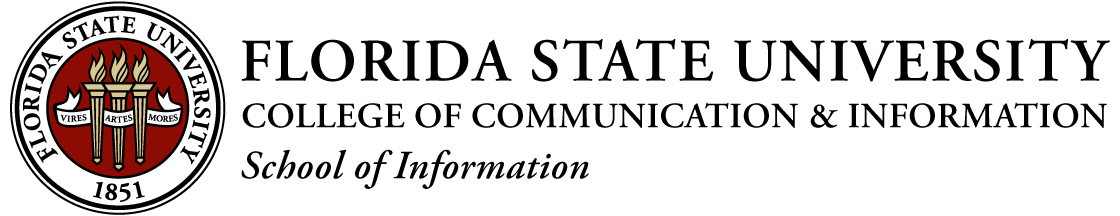 FLORIDA STATE UNIVERSITY
VIRES ARTES MORES
1851
FLORIDA STATE UNIVERSITY
COLLEGE OF COMMUNICATION & INFORMATION
School of Information